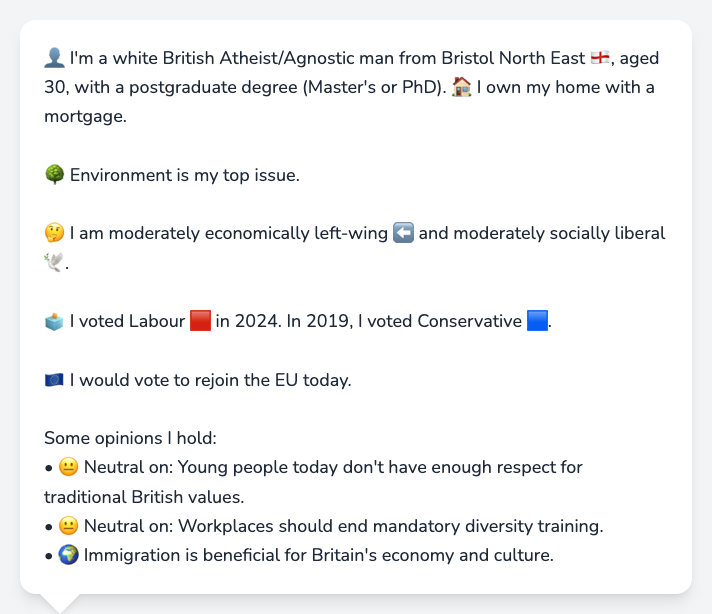 👤 I'm a white British Atheist/Agnostic man from Bristol North East 🏴󠁧󠁢󠁥󠁮󠁧󠁿, aged
30, with a postgraduate degree (Master's or PhD). 🏠 I own my home with a
mortgage.
🌳 Environment is my top issue.
🤔 I am moderately economically left-wing ⬅️ and moderately socially liberal
🕊️.
🗳️ I voted Labour 🟥 in 2024. In 2019, I voted Conservative 🟦.
🇪🇺 I would vote to rejoin the EU today.
Some opinions I hold:
• 😐 Neutral on: Young people today don't have enough respect for
traditional British values.
• 😐 Neutral on: Workplaces should end mandatory diversity training.
• 🌍 Immigration is beneficial for Britain's economy and culture.